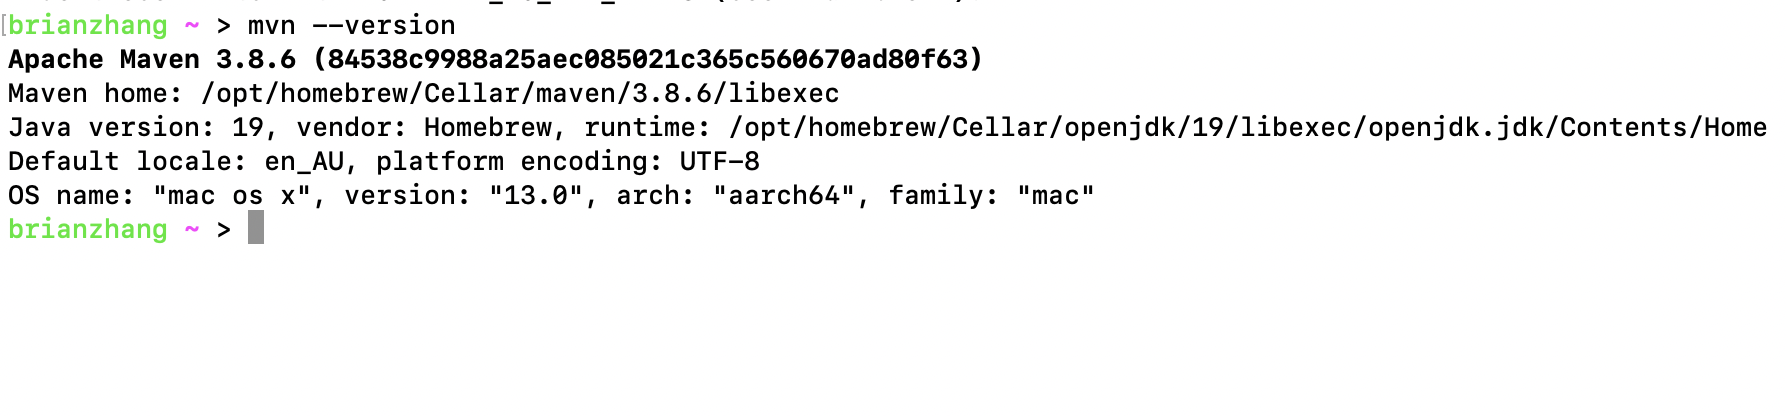 [brianzhang ~ > mvn --version
Apache Maven 3.8.6 (84538c9988a25aec085021c365c560670ad80f63)
Maven home: /opt/homebrew/Cellar/maven/3.8.6/libexec
Java version: 19, vendor: Homebrew, runtime: /opt/homebrew/Cellar/openjdk/19/libexec/openjdk.jdk/Contents/Home
Default locale: en_AU, platform encoding: UTF-8
OS name: "mac os x", version: "13.0", arch: "aarch64", family: "mac"
brianzhang ~ >